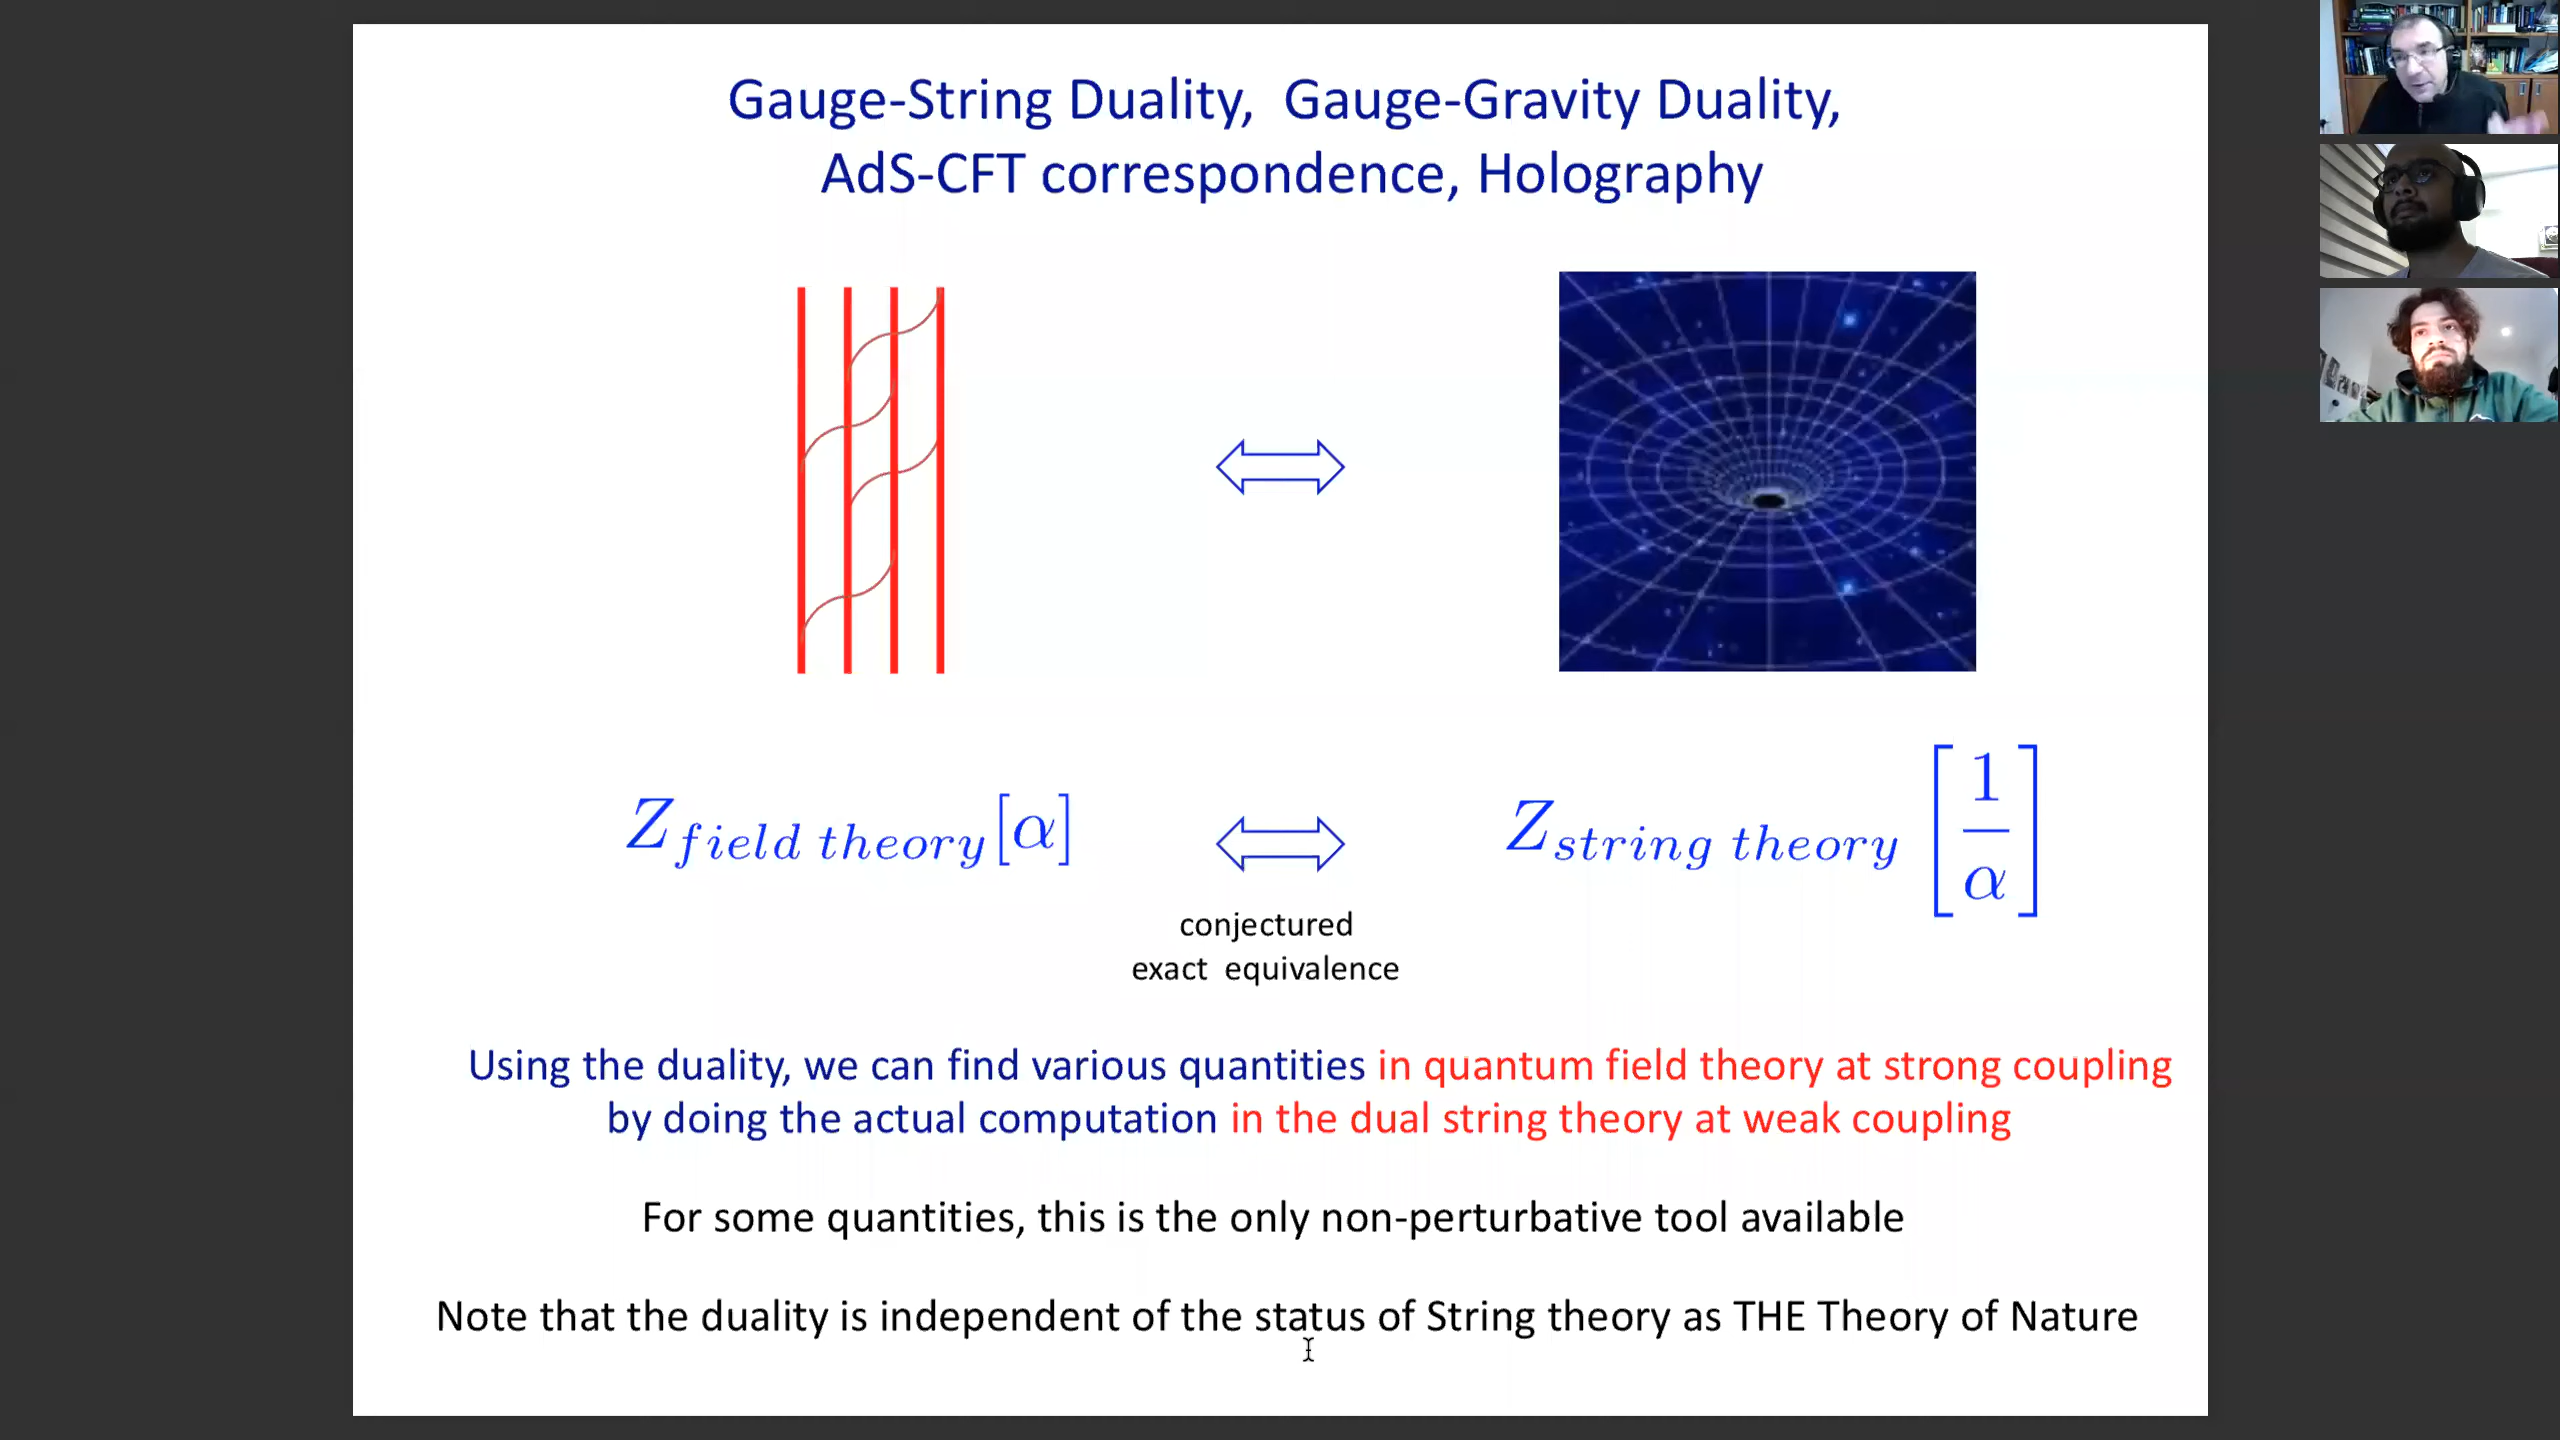 Gauge-String Duality,  Gauge-Gravity Duality,
AdS-CFT correspondence, Holography
Z_{field theory}[α]
Z_{string theory} [1/α]
conjectured
exact  equivalence
Using the duality, we can find various quantities in quantum field theory at strong coupling
by doing the actual computation in the dual string theory at weak coupling
For some quantities, this is the only non-perturbative tool available
Note that the duality is independent of the status of String theory as THE Theory of Nature